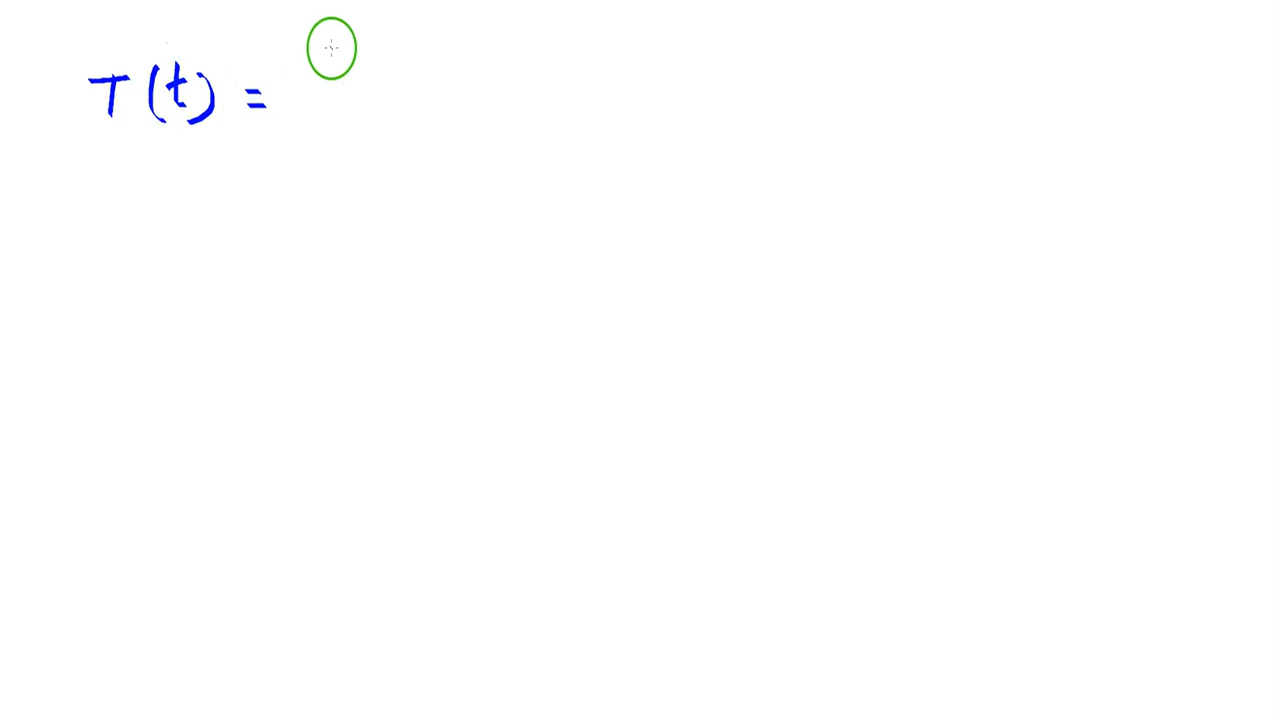 T(t) =